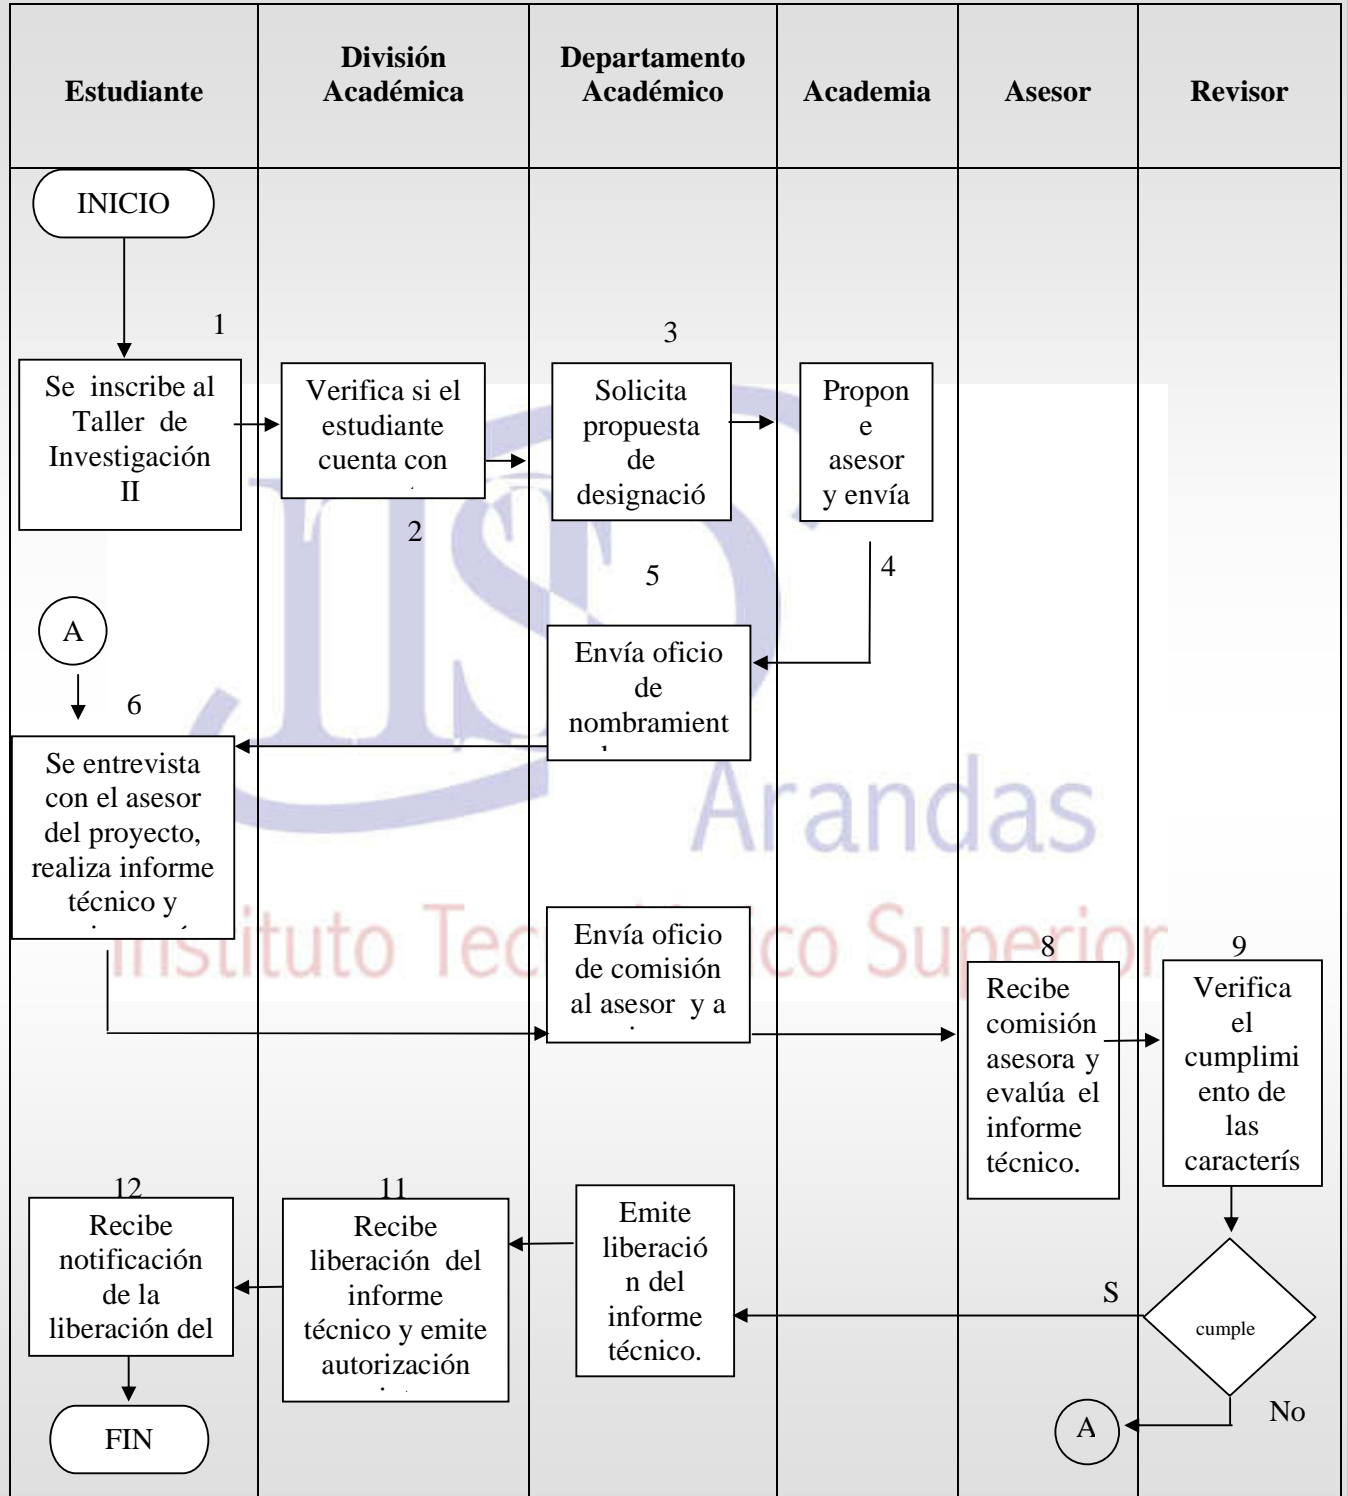 Estudiante
División
Académica
Departamento
Académico
Academia
Asesor
Revisor
INICIO
1
Se inscribe al
Taller de
Investigación
II
Verifica si el
estudiante
cuenta con
2
3
Solicita
propuesta
de
designació
Propon
e
asesor
y envía
4
5
Envía oficio
de
nombramient
A
6
Se entrevista
con el asesor
del proyecto,
realiza informe
técnico y
Envía oficio
de comisión
al asesor y a
8
Recibe
comisión
asesora y
evalúa el
informe
técnico.
9
Verifica
el
cumplimi
ento de
las
caracterís
cumple
S
No
A
Emite
liberació
n del
informe
técnico.
11
Recibe
liberación del
informe
técnico y emite
autorización
12
Recibe
notificación
de la
liberación del
FIN
Arandas
Instituto Tec ico Superior